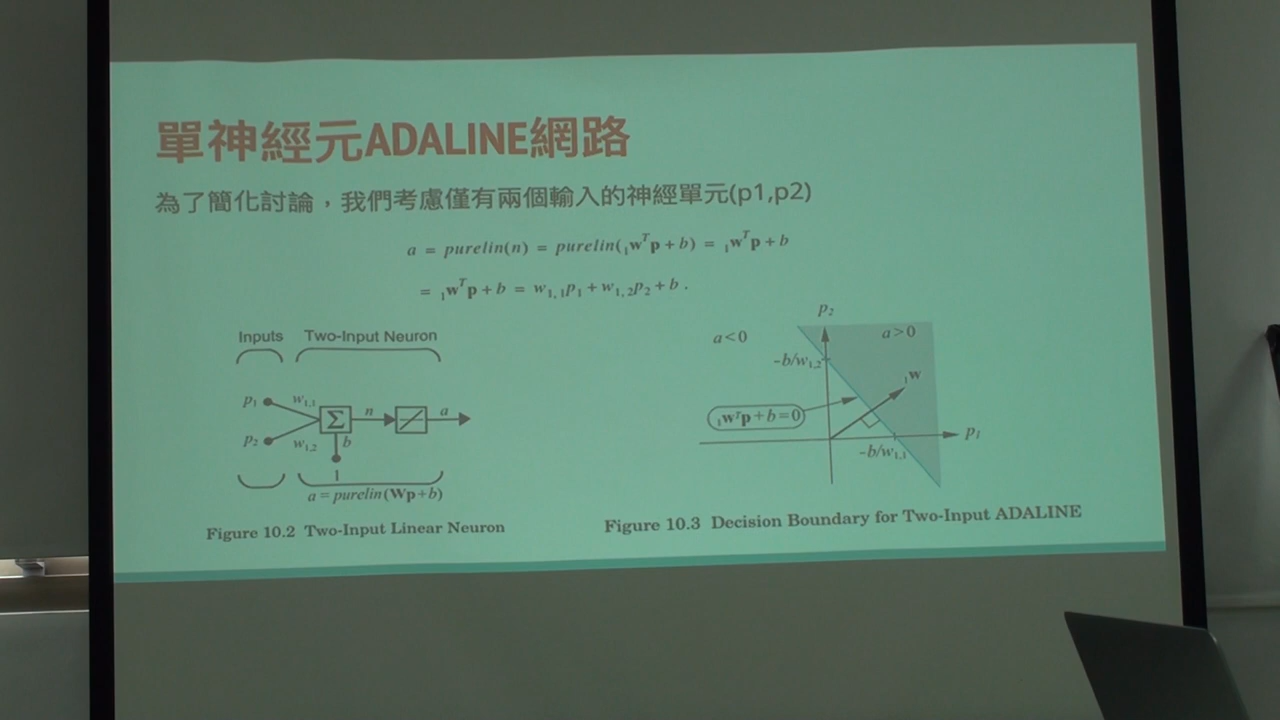 單神經元ADALINE網路
為了簡化討論，我們考慮僅有兩個輸入的神經單元(p1,p2)
a = purelin(n) = purelin(₁wᵀp + b) = ₁wᵀp + b
= ₁wᵀp + b = w₁,₁p₁ + w₁,₂p₂ + b .
Inputs Two-Input Neuron
p₁ w₁,₁
Σ n a
p₂ w₁,₂ b
1
a = purelin(Wp+b)
Figure 10.2 Two-Input Linear Neuron
p₂
a<0 a>0
-b/w₁,₂
₁w
₁wᵀp + b = 0
p₁
-b/w₁,₁
Figure 10.3 Decision Boundary for Two-Input ADALINE